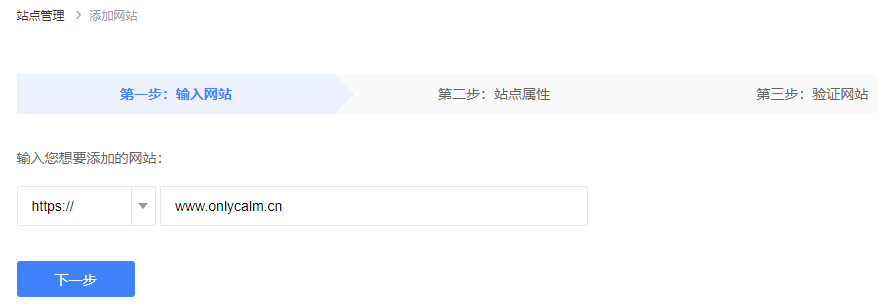 站点管理 > 添加网站
第一步：输入网站 第二步：站点属性 第三步：验证网站
输入您想要添加的网站：
https:// www.onlycalm.cn
下一步